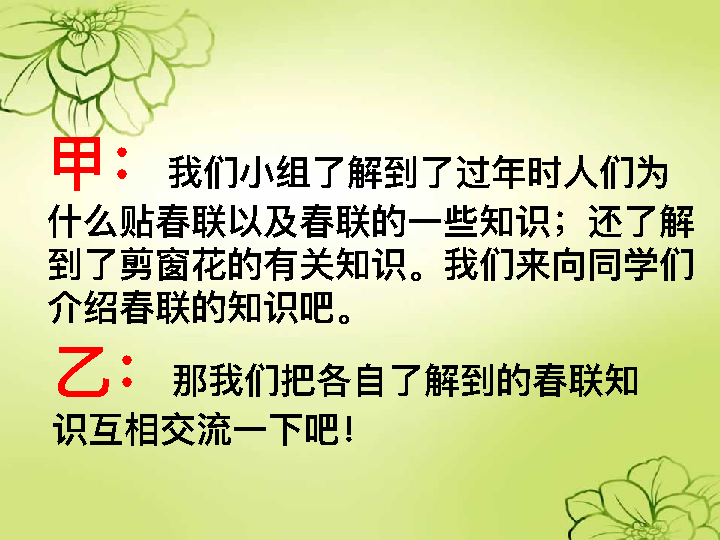 甲：我们小组了解到了过年时人们为
什么贴春联以及春联的一些知识；还了解
到了剪窗花的有关知识。我们来向同学们
介绍春联的知识吧。
乙：那我们把各自了解到的春联知
识互相交流一下吧！